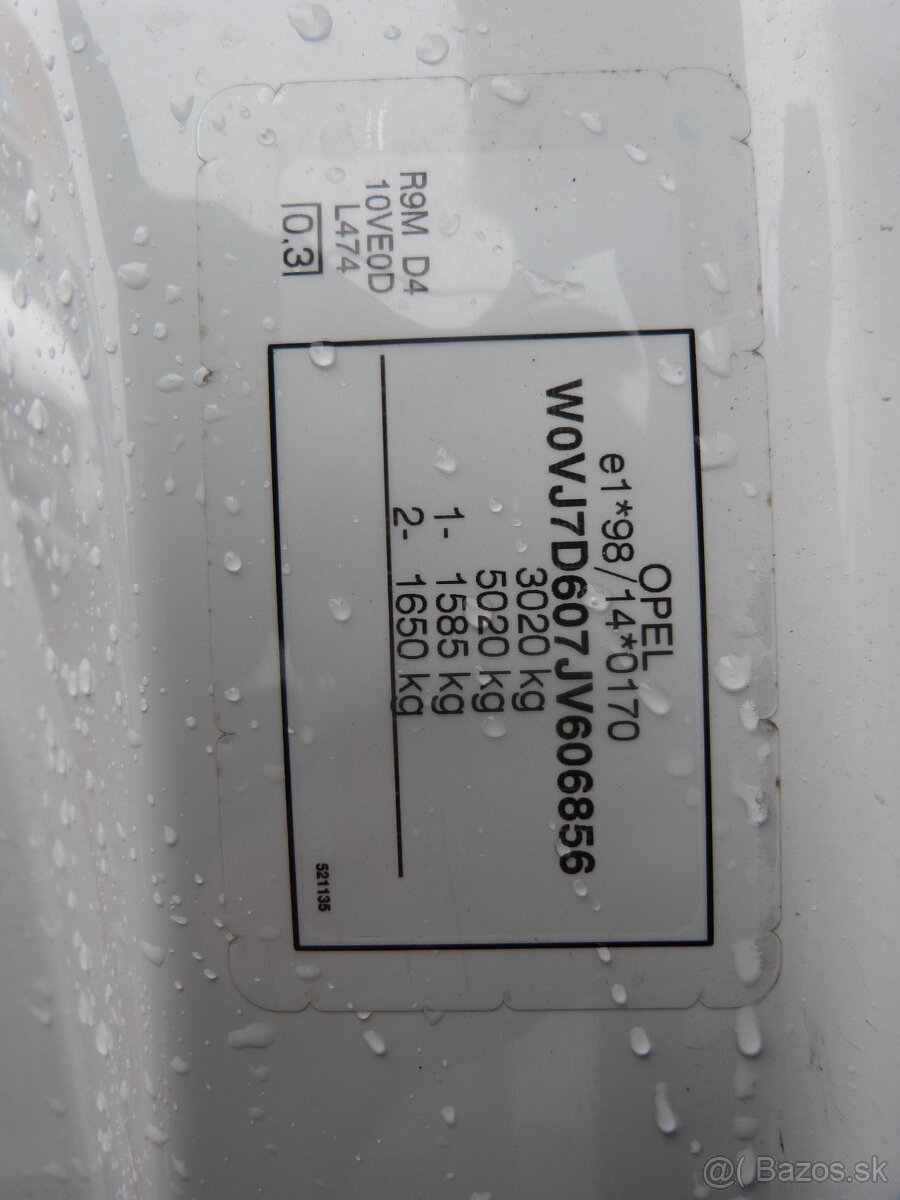 OPEL
e1*98/14*0170
W0VJ7D607JV606856
3020 kg
5020 kg
1- 1585 kg
2- 1650 kg
521135
R9M D4
10VE0D
L474
0.3
@( Bazos.sk